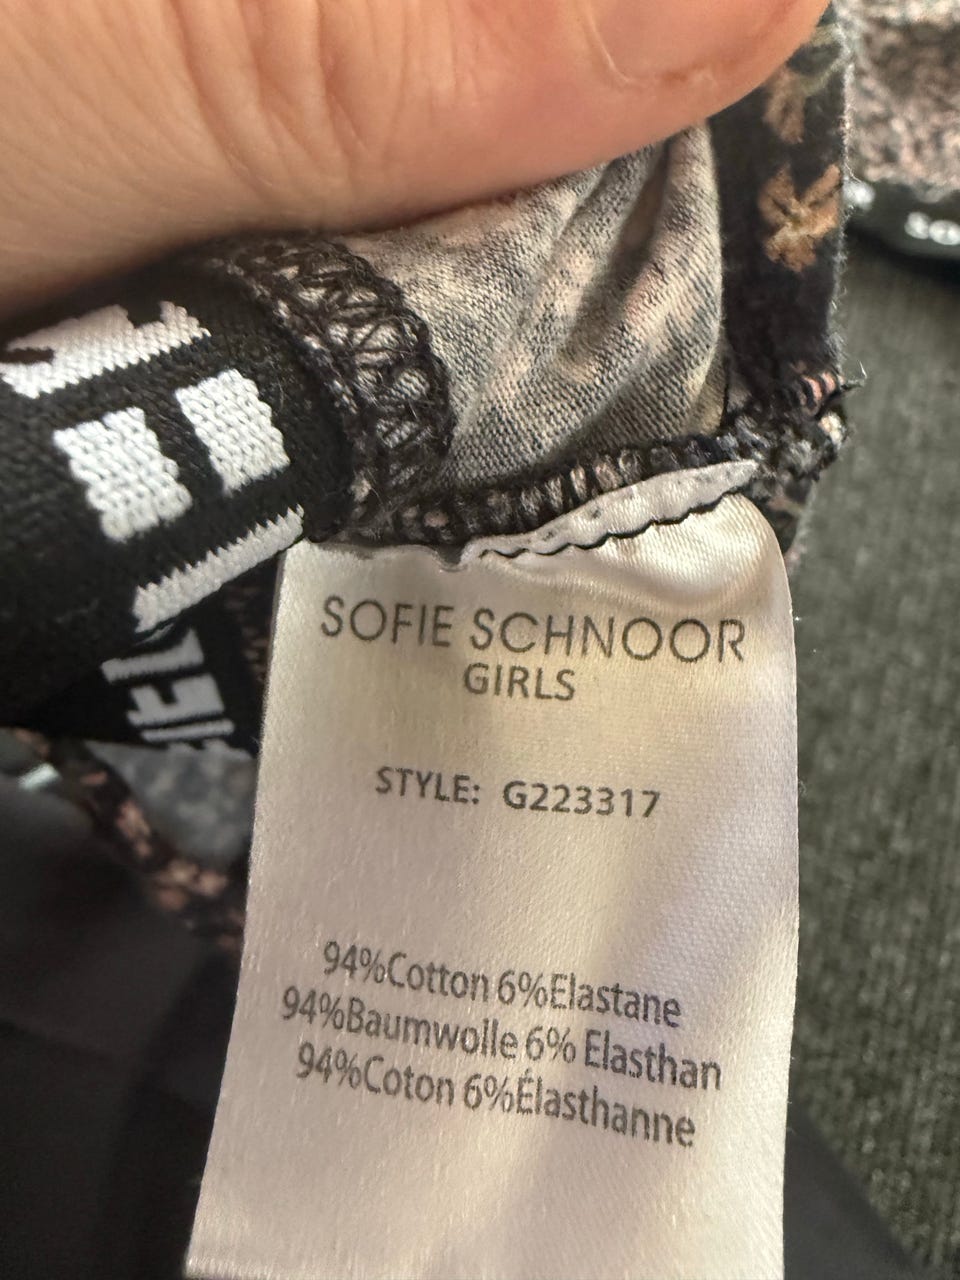 SOFIE SCHNOOR
GIRLS
STYLE: G223317
94%Cotton 6%Elastane
94%Baumwolle 6% Elasthan
94%Coton 6%Élasthanne